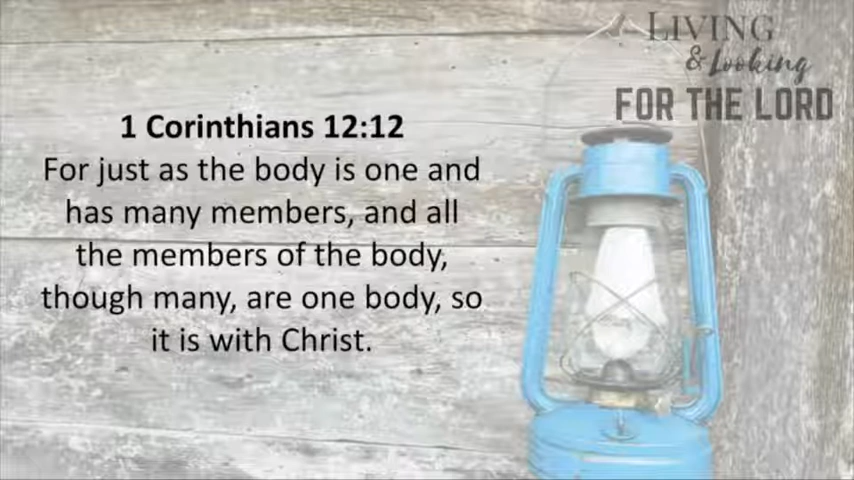 LIVING
& Looking
FOR THE LORD
1 Corinthians 12:12
For just as the body is one and
has many members, and all
the members of the body,
though many, are one body, so
it is with Christ.